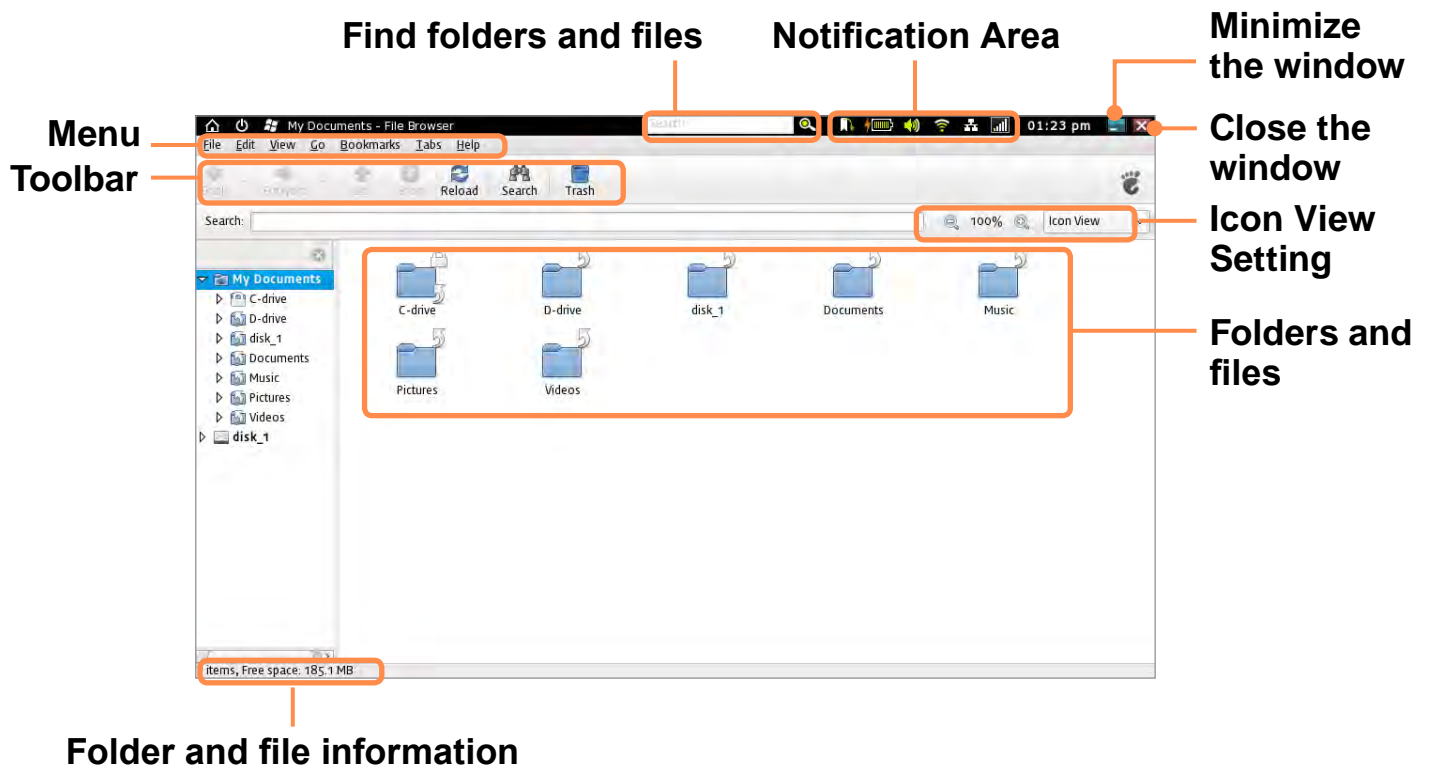 Find folders and files
Notification Area
Minimize
the window
Menu
Toolbar
Close the
window
Icon View
Setting
Folders and
files
My Documents - File Browser
Search
01:23 pm
File Edit View Go Bookmarks Tabs Help
Reload Search Trash
Search:
100%
Icon View
My Documents
C-drive
D-drive
disk_1
Documents
Music
Pictures
Videos
disk_1
C-drive D-drive disk_1 Documents Music
Pictures Videos
items, Free space: 185.1 MB
Folder and file information